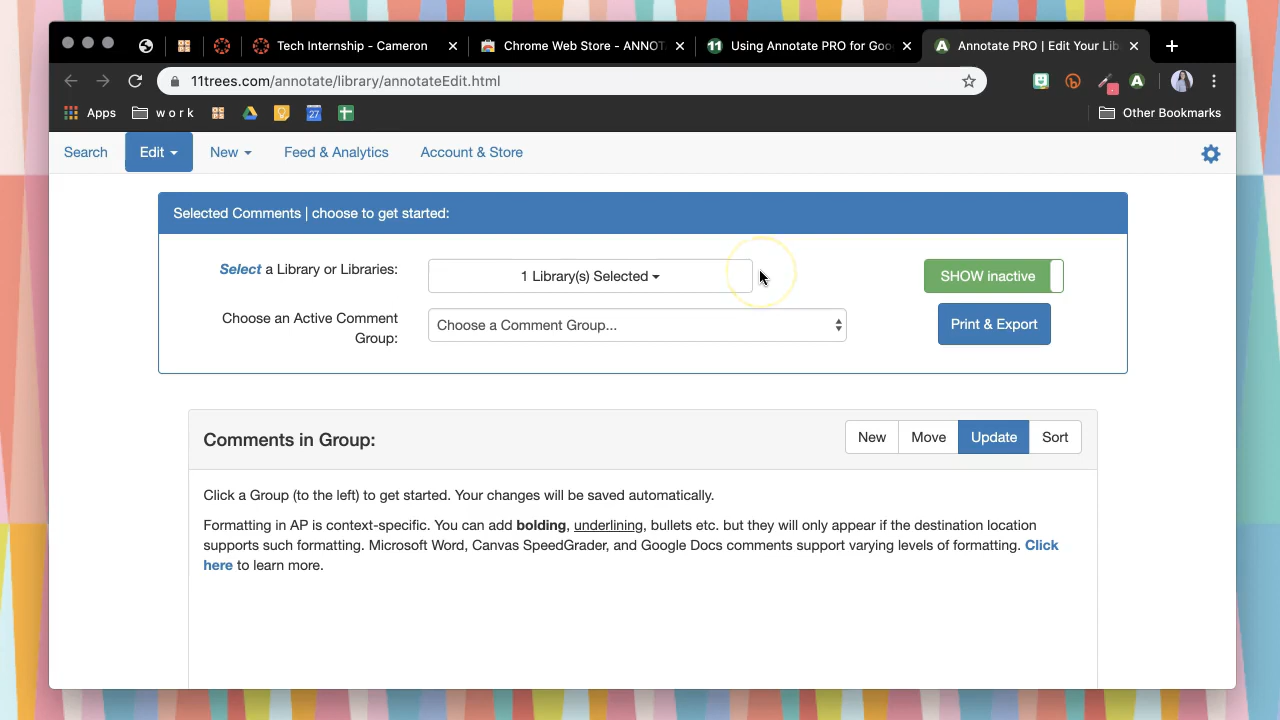 Tech Internship - Cameron
Chrome Web Store - ANNOT
11 Using Annotate PRO for Goo
A Annotate PRO | Edit Your Lib
11trees.com/annotate/library/annotateEdit.html
A
Apps
w o r k
27
Other Bookmarks
Search
Edit
New
Feed & Analytics
Account & Store
Selected Comments | choose to get started:
Select a Library or Libraries:
1 Library(s) Selected
SHOW inactive
Choose an Active Comment
Group:
Choose a Comment Group...
Print & Export
Comments in Group:
New
Move
Update
Sort
Click a Group (to the left) to get started. Your changes will be saved automatically.
Formatting in AP is context-specific. You can add bolding, underlining, bullets etc. but they will only appear if the destination location
supports such formatting. Microsoft Word, Canvas SpeedGrader, and Google Docs comments support varying levels of formatting. Click
here to learn more.